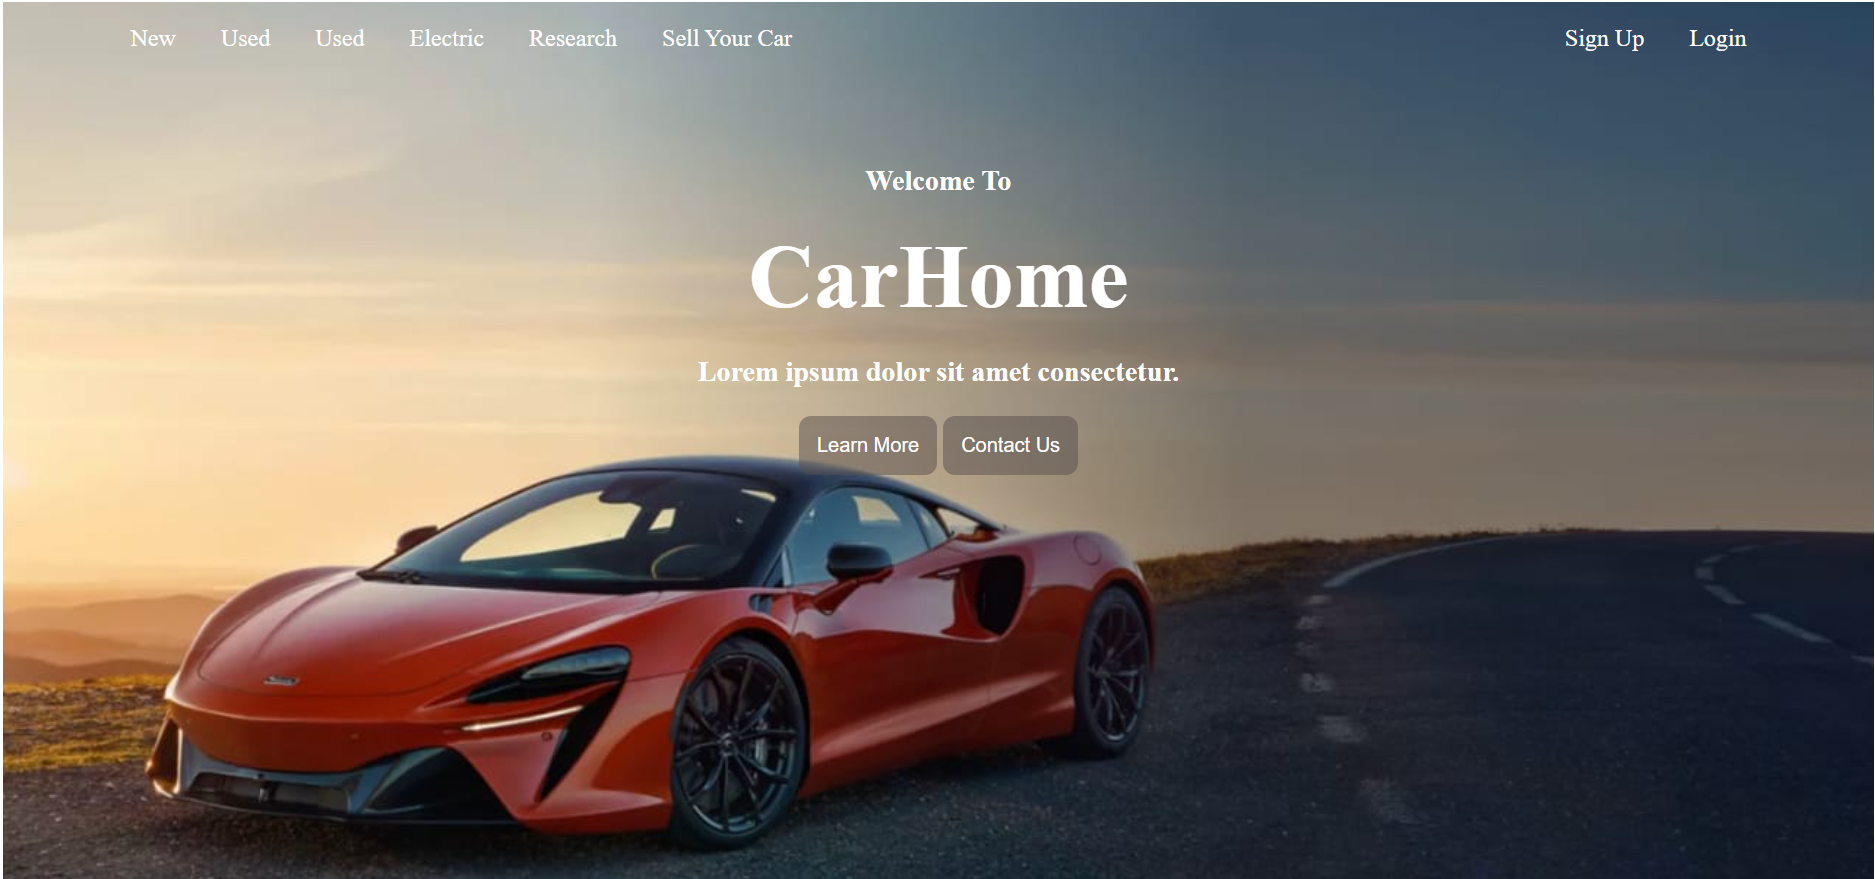 New Used Used Electric Research Sell Your Car Sign Up Login
Welcome To
CarHome
Lorem ipsum dolor sit amet consectetur.
Learn More Contact Us